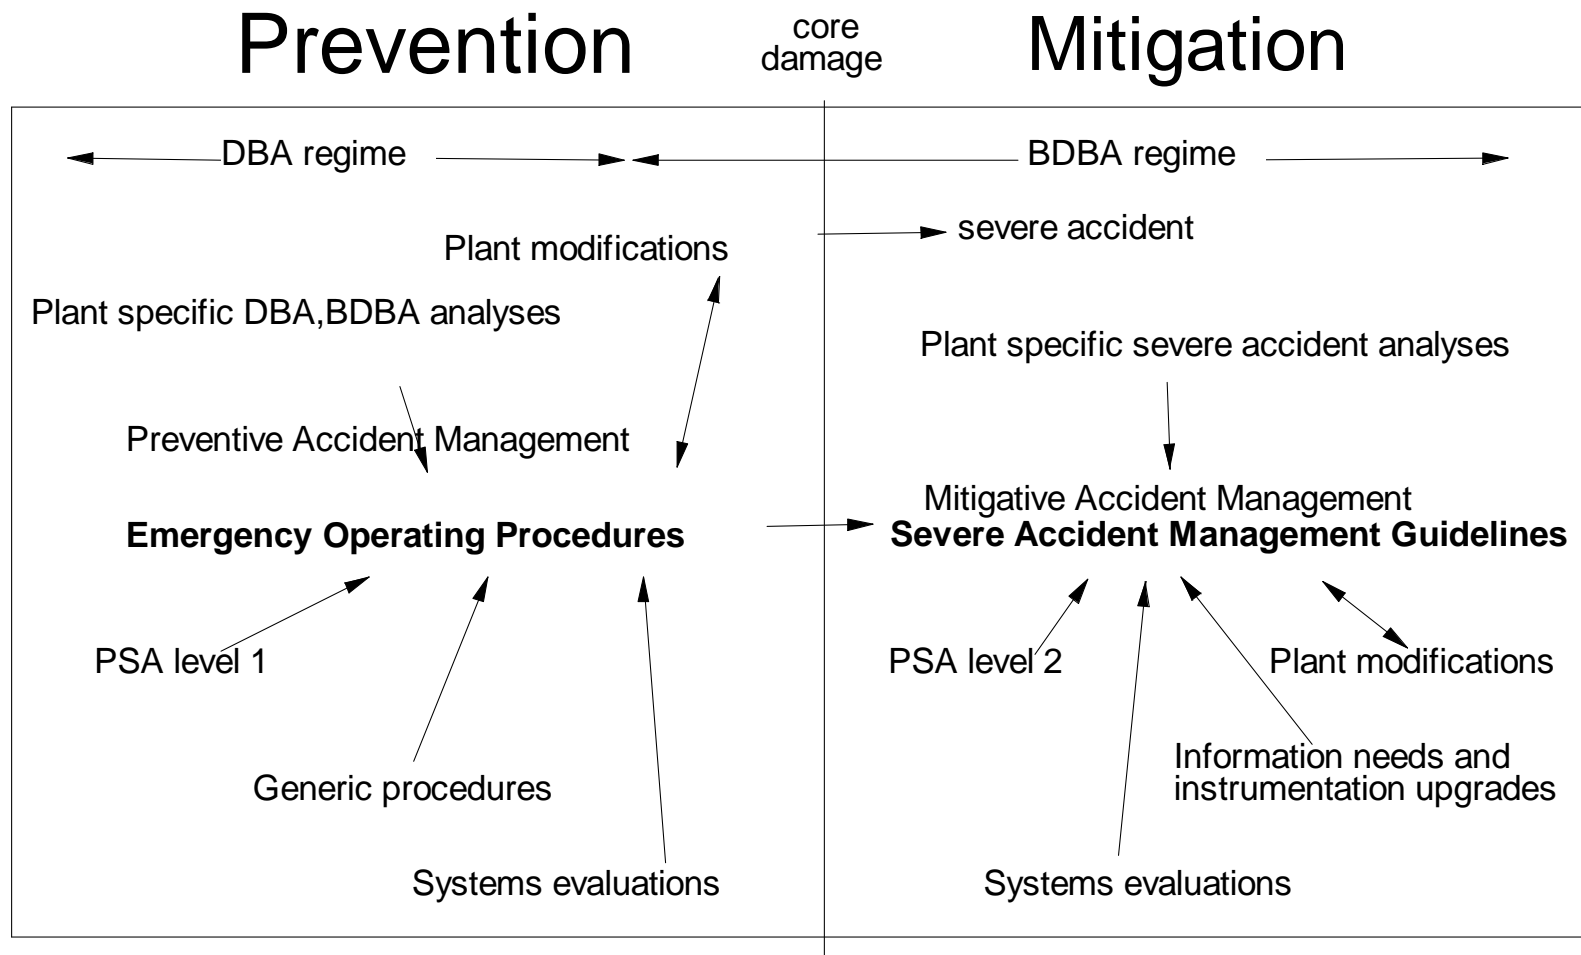 Prevention
core
damage
Mitigation
DBA regime
BDBA regime
severe accident
Plant modifications
Plant specific DBA,BDBA analyses
Plant specific severe accident analyses
Preventive Accident Management
Mitigative Accident Management
Emergency Operating Procedures
Severe Accident Management Guidelines
PSA level 1
PSA level 2
Plant modifications
Generic procedures
Information needs and
instrumentation upgrades
Systems evaluations
Systems evaluations